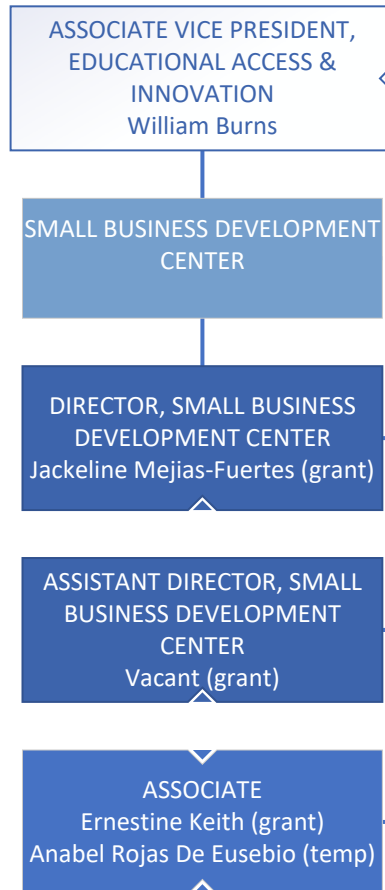 ASSOCIATE VICE PRESIDENT,
EDUCATIONAL ACCESS &
INNOVATION
William Burns
SMALL BUSINESS DEVELOPMENT
CENTER
DIRECTOR, SMALL BUSINESS
DEVELOPMENT CENTER
Jackeline Mejias-Fuertes (grant)
ASSISTANT DIRECTOR, SMALL
BUSINESS DEVELOPMENT
CENTER
Vacant (grant)
ASSOCIATE
Ernestine Keith (grant)
Anabel Rojas De Eusebio (temp)